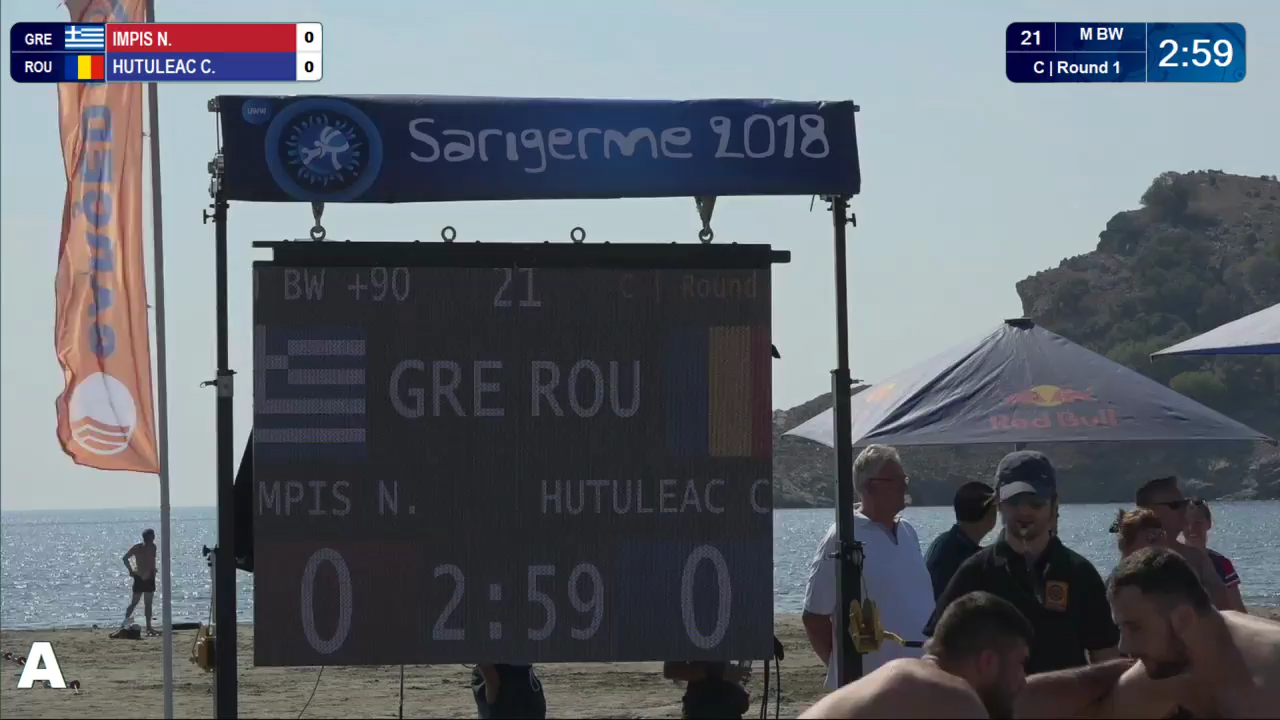 GRE IMPIS N. 0
ROU HUTULEAC C. 0
21 M BW 2:59
C | Round 1
UWW
Sarigerme 2018
BW +90 21 C | Round
GRE ROU
MPIS N. HUTULEAC C
0 2:59 0
Red Bull
A